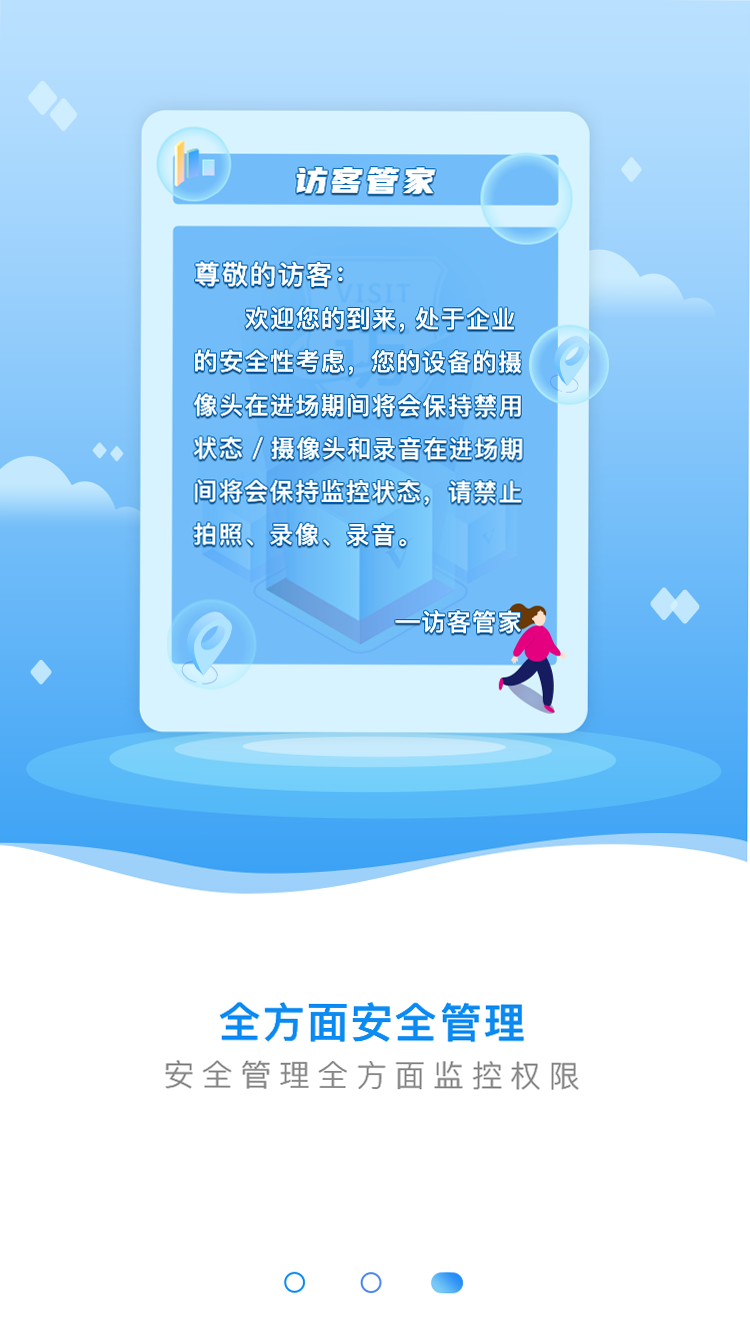 访客管家
VISIT
尊敬的访客：
欢迎您的到来，处于企业
的安全性考虑，您的设备的摄
像头在进场期间将会保持禁用
状态 / 摄像头和录音在进场期
间将会保持监控状态，请禁止
拍照、录像、录音。
—访客管家
全方面安全管理
安全管理全方面监控权限